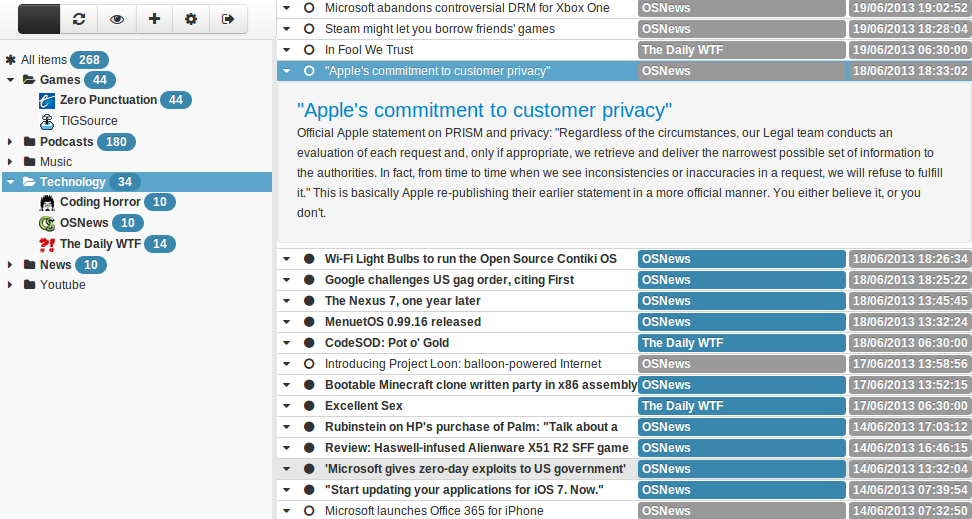 All items 268
Games 44
Zero Punctuation 44
TIGSource
Podcasts 180
Music
Technology 34
Coding Horror 10
OSNews 10
The Daily WTF 14
News 10
Youtube
Microsoft abandons controversial DRM for Xbox One OSNews 19/06/2013 19:02:52
Steam might let you borrow friends' games OSNews 19/06/2013 18:28:04
In Fool We Trust The Daily WTF 19/06/2013 06:30:00
"Apple's commitment to customer privacy" OSNews 18/06/2013 18:33:02
"Apple's commitment to customer privacy"
Official Apple statement on PRISM and privacy: "Regardless of the circumstances, our Legal team conducts an
evaluation of each request and, only if appropriate, we retrieve and deliver the narrowest possible set of information to
the authorities. In fact, from time to time when we see inconsistencies or inaccuracies in a request, we will refuse to fulfill
it." This is basically Apple re-publishing their earlier statement in a more official manner. You either believe it, or you
don't.
Wi-Fi Light Bulbs to run the Open Source Contiki OS OSNews 18/06/2013 18:26:34
Google challenges US gag order, citing First OSNews 18/06/2013 18:25:22
The Nexus 7, one year later OSNews 18/06/2013 13:45:45
MenuetOS 0.99.16 released OSNews 18/06/2013 13:32:24
CodeSOD: Pot o' Gold The Daily WTF 18/06/2013 06:30:00
Introducing Project Loon: balloon-powered Internet OSNews 17/06/2013 13:58:56
Bootable Minecraft clone written party in x86 assembly OSNews 17/06/2013 13:52:15
Excellent Sex The Daily WTF 17/06/2013 06:30:00
Rubinstein on HP's purchase of Palm: "Talk about a OSNews 14/06/2013 17:03:12
Review: Haswell-infused Alienware X51 R2 SFF game OSNews 14/06/2013 16:46:15
'Microsoft gives zero-day exploits to US government' OSNews 14/06/2013 13:32:04
"Start updating your applications for iOS 7. Now." OSNews 14/06/2013 07:39:54
Microsoft launches Office 365 for iPhone OSNews 14/06/2013 07:32:50